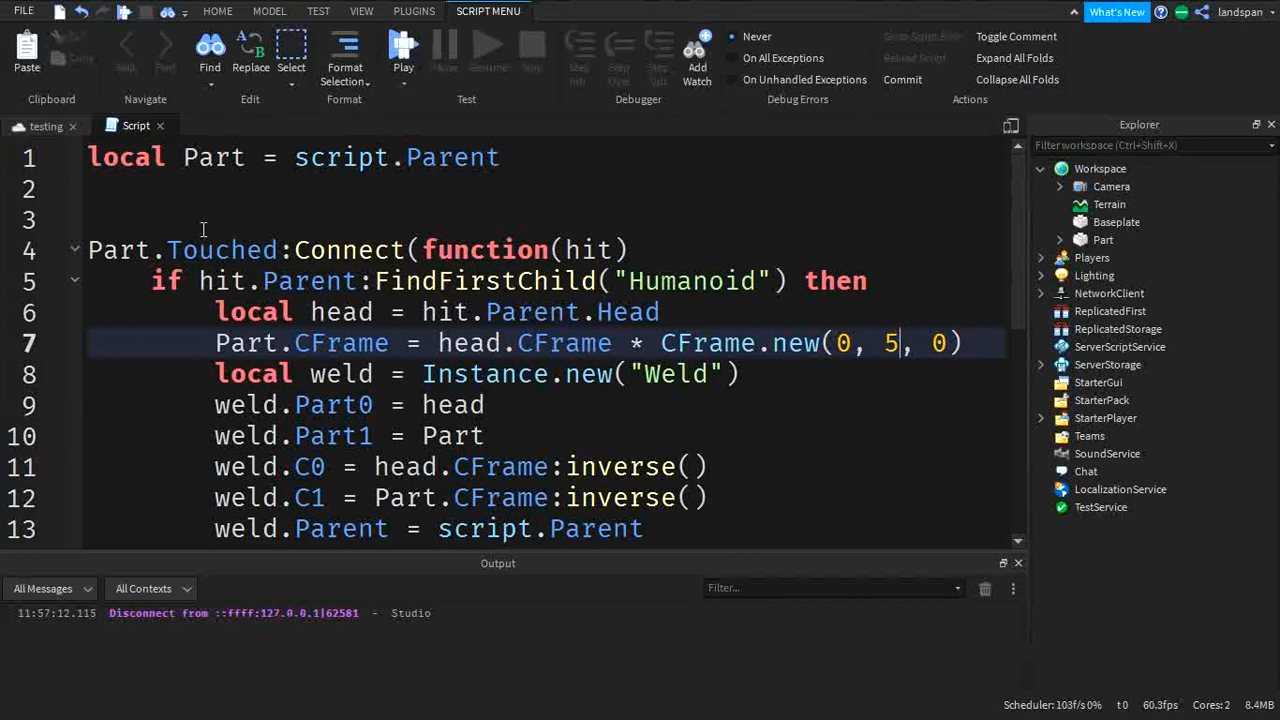 FILE HOME MODEL TEST VIEW PLUGINS SCRIPT MENU What's New landspan
Paste Find Replace Select Format Selection Play Add Watch
Never
On All Exceptions
On Unhandled Exceptions
Commit
Toggle Comment
Expand All Folds
Collapse All Folds
Clipboard Navigate Edit Format Test Debugger Debug Errors Actions
testing Script
1 local Part = script.Parent
2
3
4 Part.Touched:Connect(function(hit)
5 if hit.Parent:FindFirstChild("Humanoid") then
6 local head = hit.Parent.Head
7 Part.CFrame = head.CFrame * CFrame.new(0, 5, 0)
8 local weld = Instance.new("Weld")
9 weld.Part0 = head
10 weld.Part1 = Part
11 weld.C0 = head.CFrame:inverse()
12 weld.C1 = Part.CFrame:inverse()
13 weld.Parent = script.Parent
Explorer
Filter workspace (Ctrl+Shift+X)
Workspace
Camera
Terrain
Baseplate
Part
Players
Lighting
NetworkClient
ReplicatedFirst
ReplicatedStorage
ServerScriptService
ServerStorage
StarterGui
StarterPack
StarterPlayer
Teams
SoundService
Chat
LocalizationService
TestService
Output
All Messages All Contexts Filter...
11:57:12.115 Disconnect from ::ffff:127.0.0.1|62581 - Studio
Scheduler:103f/s0% t0 60.3fps Cores:2 8.4MB